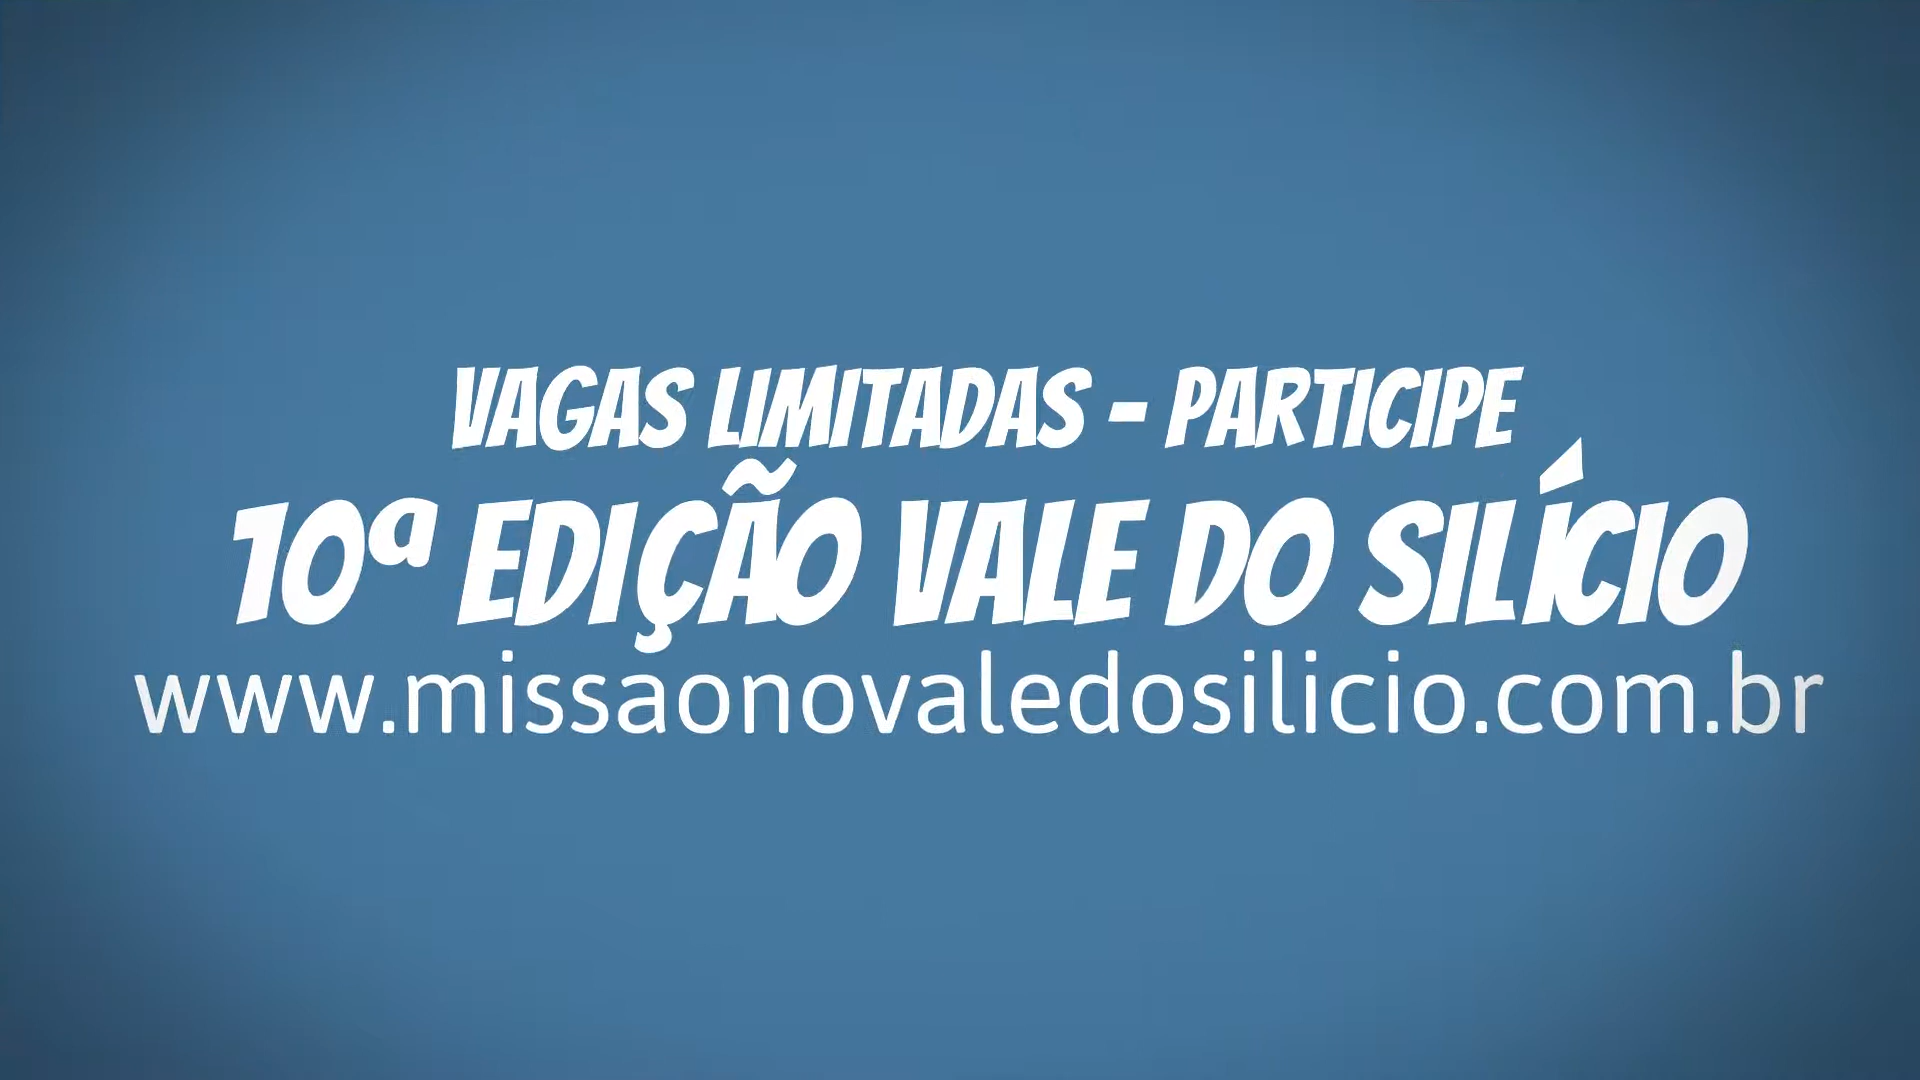 VAGAS LIMITADAS - PARTICIPE
10ª EDIÇÃO VALE DO SILÍCIO
www.missaonovaledosilicio.com.br